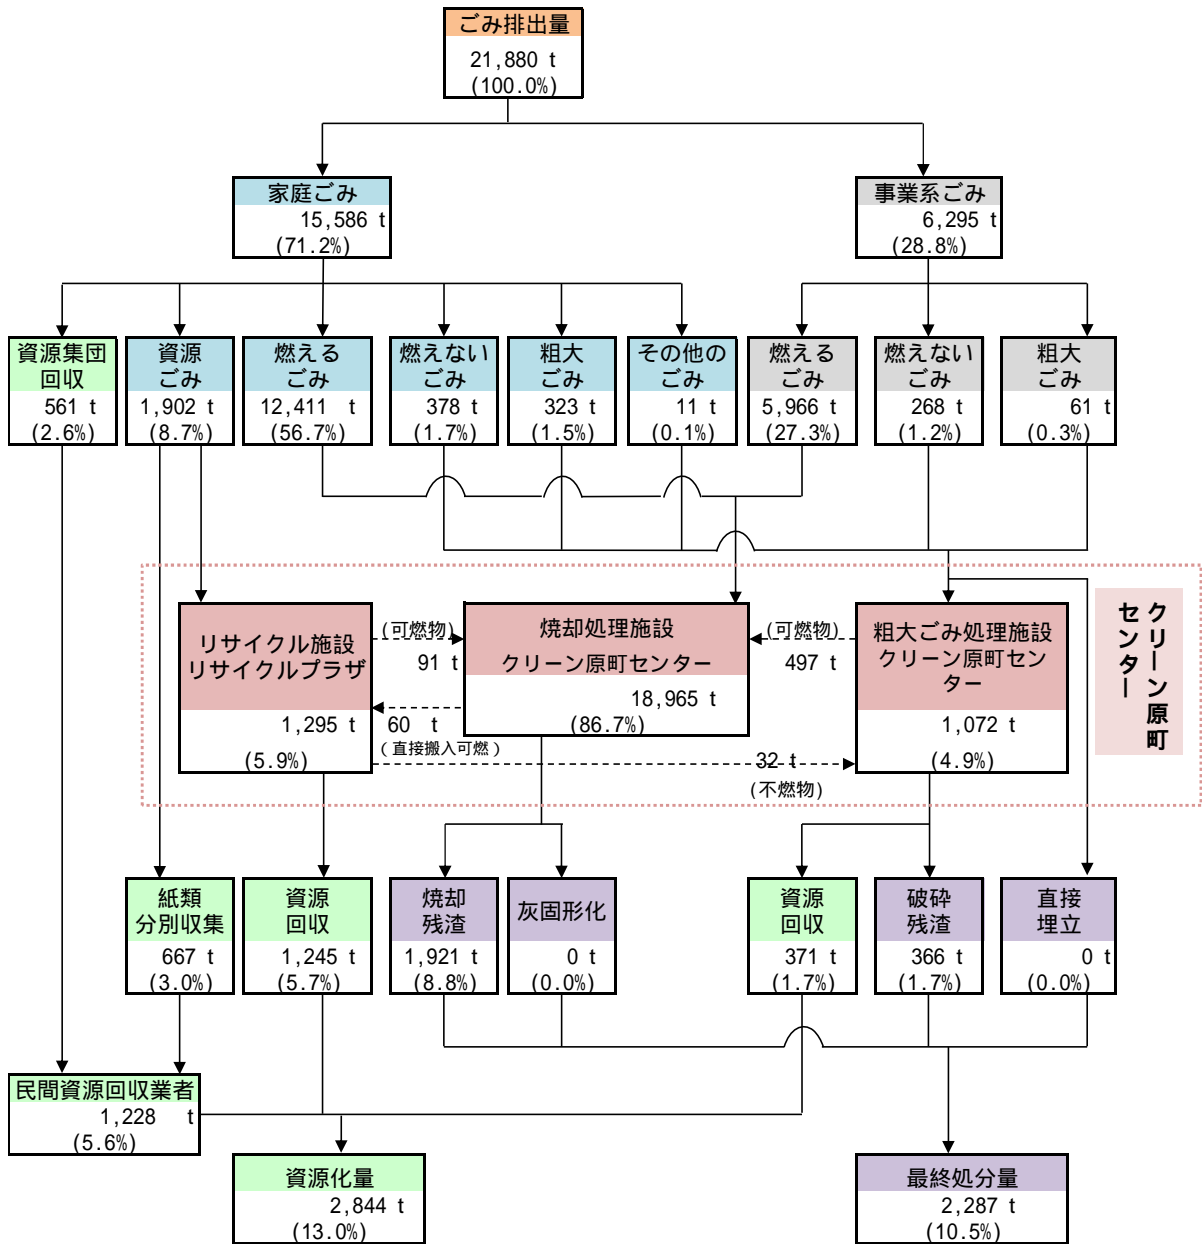 ごみ排出量
21,880 t
(100.0%)
家庭ごみ
15,586 t
(71.2%)
事業系ごみ
6,295 t
(28.8%)
資源集団
回収
561 t
(2.6%)
資源
ごみ
1,902 t
(8.7%)
燃える
ごみ
12,411 t
(56.7%)
燃えない
ごみ
378 t
(1.7%)
粗大
ごみ
323 t
(1.5%)
その他の
ごみ
11 t
(0.1%)
燃える
ごみ
5,966 t
(27.3%)
燃えない
ごみ
268 t
(1.2%)
粗大
ごみ
61 t
(0.3%)
クリーン原町
センター
リサイクル施設
リサイクルプラザ
1,295 t
(5.9%)
(可燃物)
91 t
60 t
(直接搬入可燃)
焼却処理施設
クリーン原町センター
18,965 t
(86.7%)
(可燃物)
497 t
32 t
(不燃物)
粗大ごみ処理施設
クリーン原町セン
ター
1,072 t
(4.9%)
紙類
分別収集
667 t
(3.0%)
資源
回収
1,245 t
(5.7%)
焼却
残渣
1,921 t
(8.8%)
灰固形化
0 t
(0.0%)
資源
回収
371 t
(1.7%)
破砕
残渣
366 t
(1.7%)
直接
埋立
0 t
(0.0%)
民間資源回収業者
1,228 t
(5.6%)
資源化量
2,844 t
(13.0%)
最終処分量
2,287 t
(10.5%)